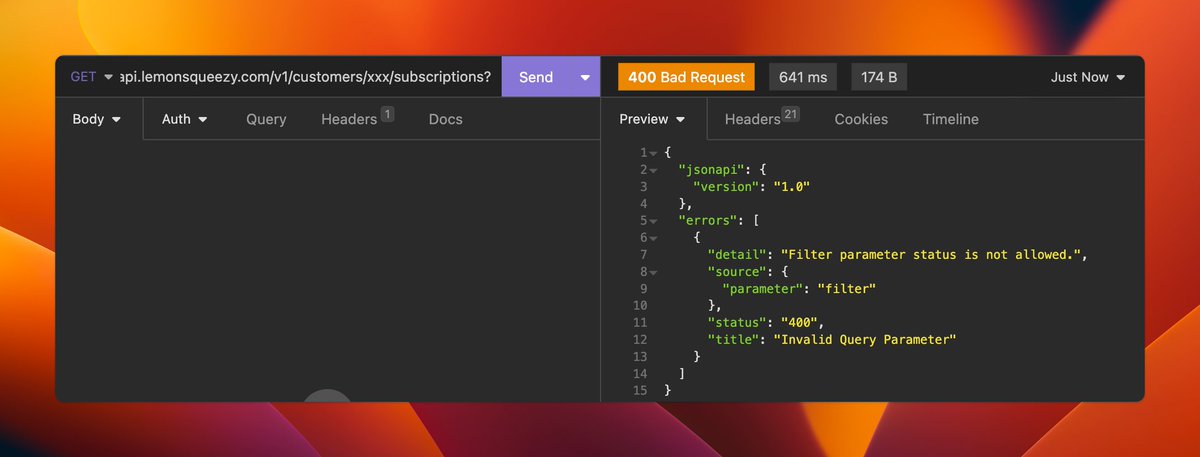 GET api.lemonsqueezy.com/v1/customers/xxx/subscriptions? Send 400 Bad Request 641 ms 174 B Just Now
Body Auth Query Headers 1 Docs Preview Headers 21 Cookies Timeline
1 {
2 "jsonapi": {
3 "version": "1.0"
4 },
5 "errors": [
6 {
7 "detail": "Filter parameter status is not allowed.",
8 "source": {
9 "parameter": "filter"
10 },
11 "status": "400",
12 "title": "Invalid Query Parameter"
13 }
14 ]
15 }